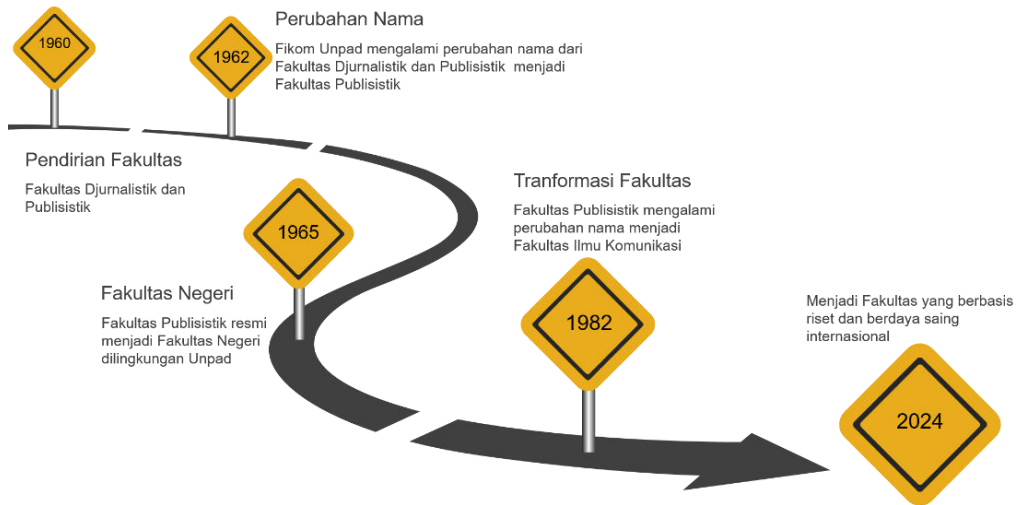 1960
Pendirian Fakultas
Fakultas Djurnalistik dan
Publisistik
1962
Perubahan Nama
Fikom Unpad mengalami perubahan nama dari
Fakultas Djurnalistik dan Publisistik menjadi
Fakultas Publisistik
1965
Fakultas Negeri
Fakultas Publisistik resmi
menjadi Fakultas Negeri
dilingkungan Unpad
Tranformasi Fakultas
Fakultas Publisistik mengalami
perubahan nama menjadi
Fakultas Ilmu Komunikasi
1982
Menjadi Fakultas yang berbasis
riset dan berdaya saing
internasional
2024